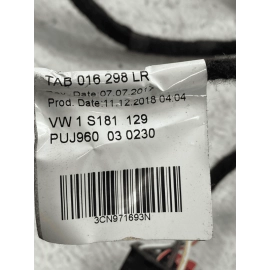 TAB 016 298 LR
Date 07.07.201
Prod. Date:11.12.2018 04:04
VW 1 S181 129
PUJ960 03 0230
3CN971693N